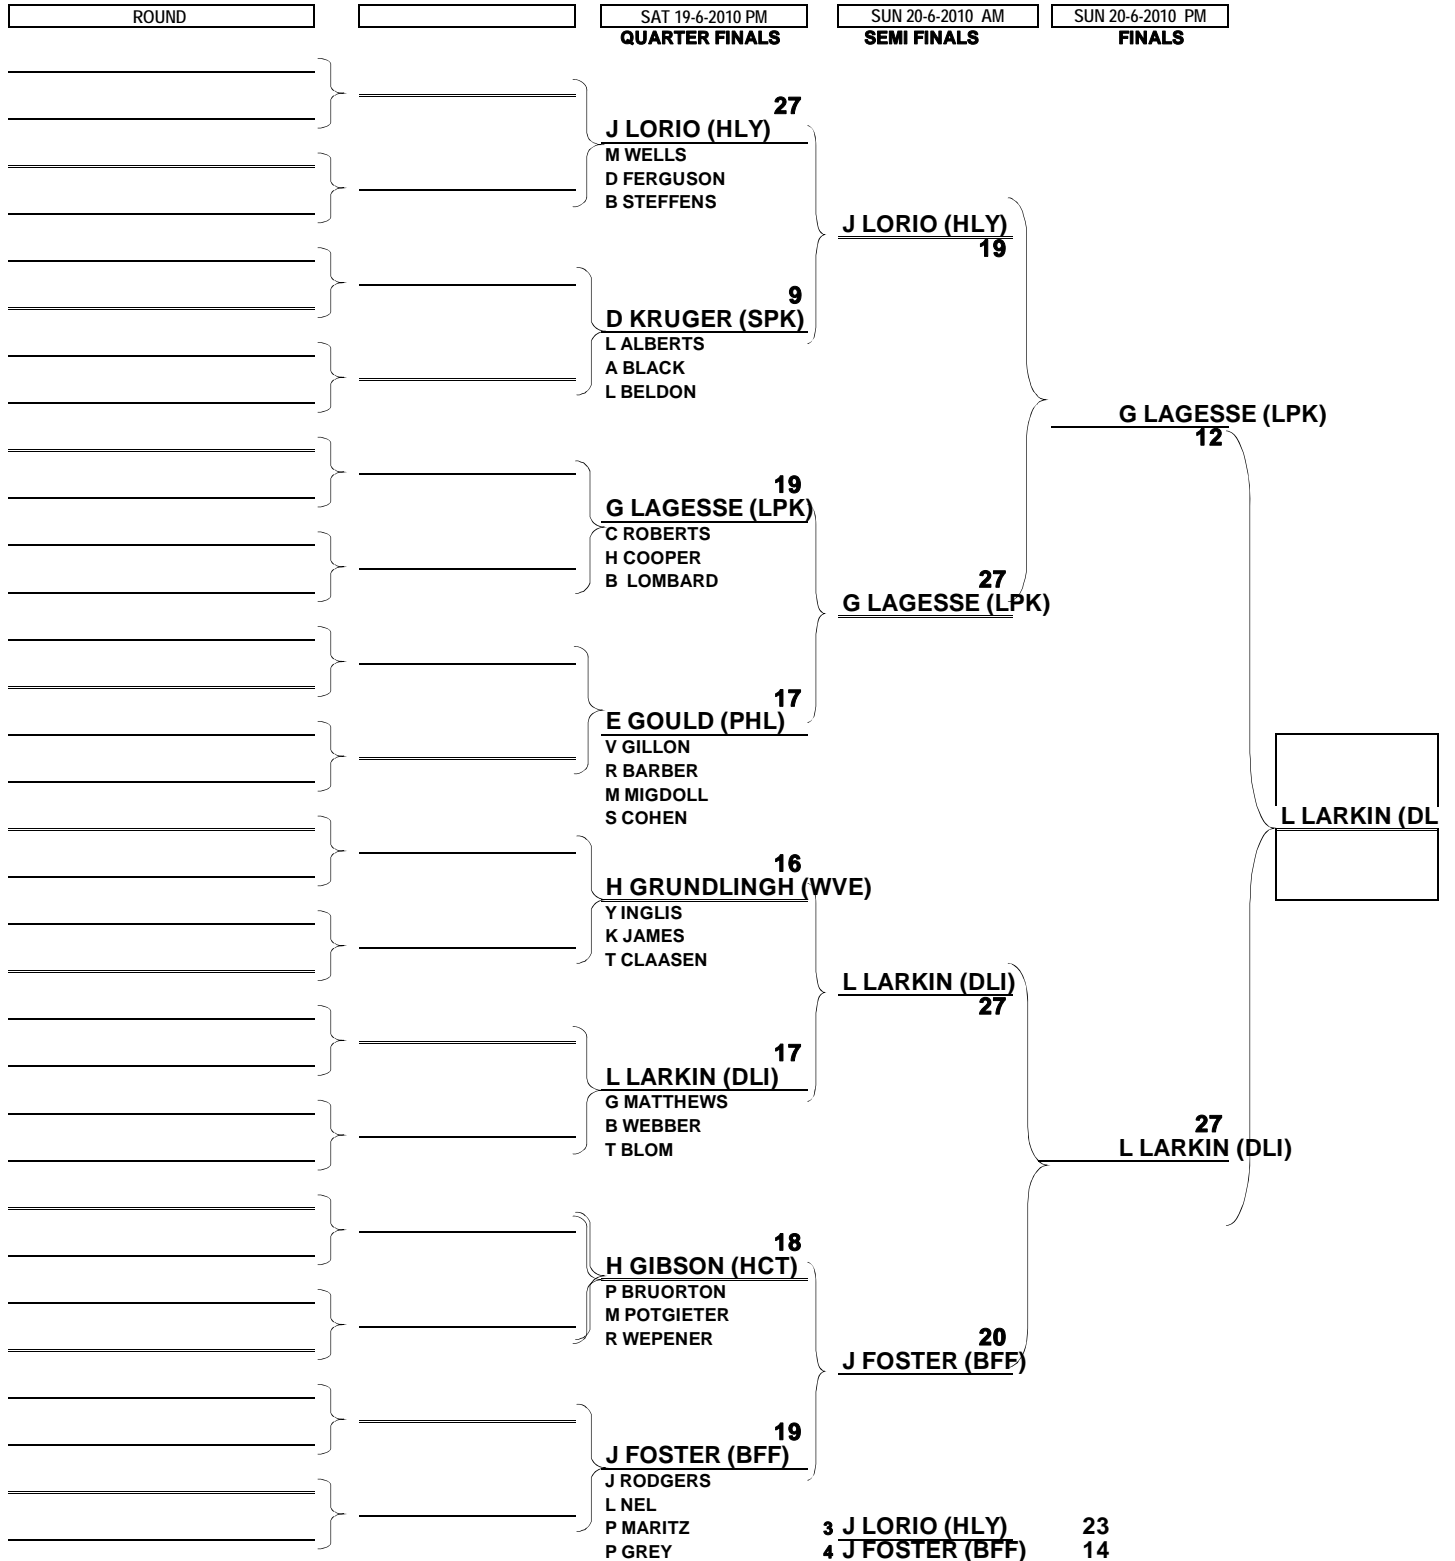 ROUND
SAT 19-6-2010 PM
SUN 20-6-2010 AM
SUN 20-6-2010 PM
QUARTER FINALS
SEMI FINALS
FINALS
27
J LORIO (HLY)
M WELLS
D FERGUSON
B STEFFENS
J LORIO (HLY)
19
9
D KRUGER (SPK)
L ALBERTS
A BLACK
L BELDON
G LAGESSE (LPK)
12
19
G LAGESSE (LPK)
C ROBERTS
H COOPER
B LOMBARD
27
G LAGESSE (LPK)
17
E GOULD (PHL)
V GILLON
R BARBER
M MIGDOLL
S COHEN
L LARKIN (DL
16
H GRUNDLINGH (WVE)
Y INGLIS
K JAMES
T CLAASEN
L LARKIN (DLI)
27
17
L LARKIN (DLI)
G MATTHEWS
B WEBBER
T BLOM
27
L LARKIN (DLI)
18
H GIBSON (HCT)
P BRUORTON
M POTGIETER
R WEPENER
20
J FOSTER (BFF)
19
J FOSTER (BFF)
J RODGERS
L NEL
P MARITZ
P GREY
3 J LORIO (HLY) 23
4 J FOSTER (BFF) 14